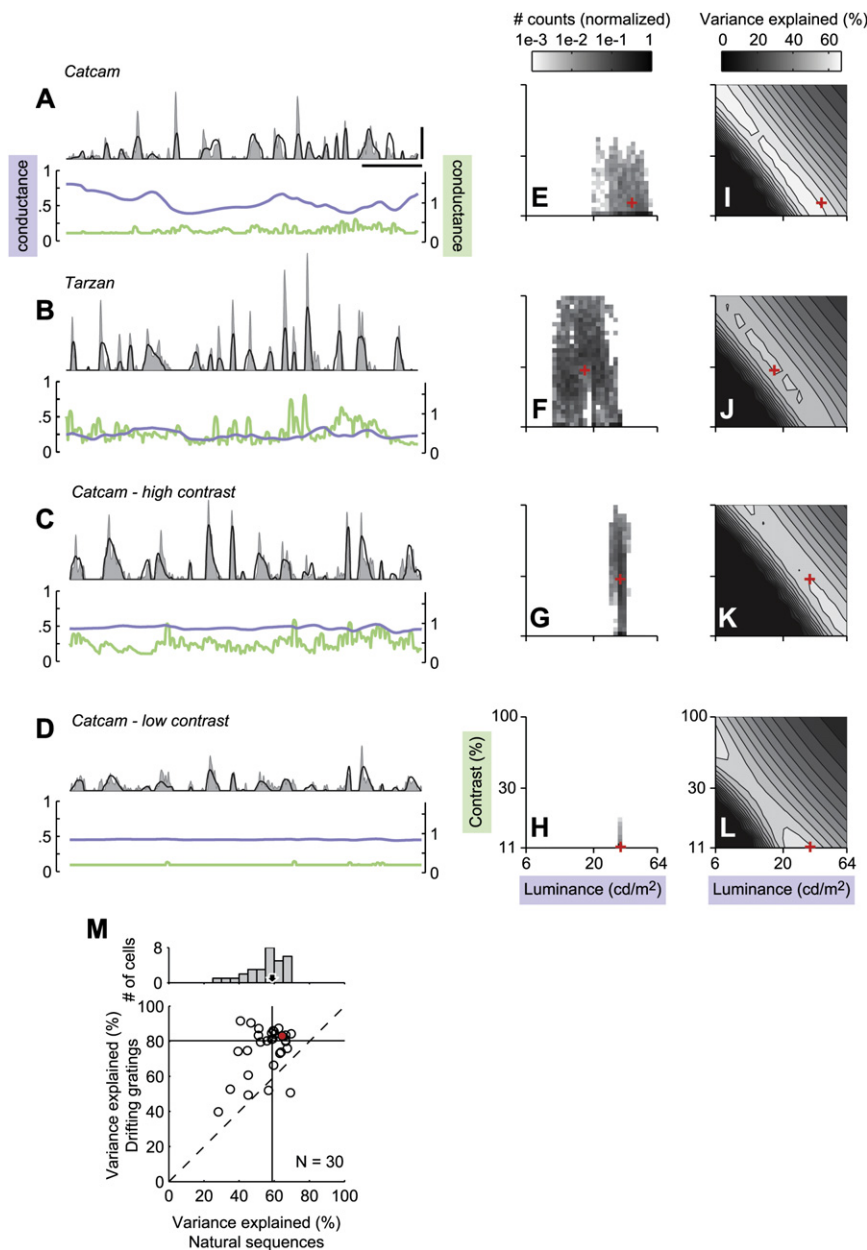 # counts (normalized)
1e-3 1e-2 1e-1 1
Variance explained (%)
0 20 40 60
Catcam
A
conductance
1
.5
0
1
0
conductance
E
I
Tarzan
B
1
.5
0
1
0
F
J
Catcam - high contrast
C
1
.5
0
1
0
G
K
Catcam - low contrast
D
1
.5
0
1
0
Contrast (%)
100
30
11
H
6 20 64
Luminance (cd/m²)
100
30
11
L
6 20 64
Luminance (cd/m²)
M
# of cells
8
0
Variance explained (%)
Drifting gratings
100
80
60
40
20
0
N = 30
0 20 40 60 80 100
Variance explained (%)
Natural sequences